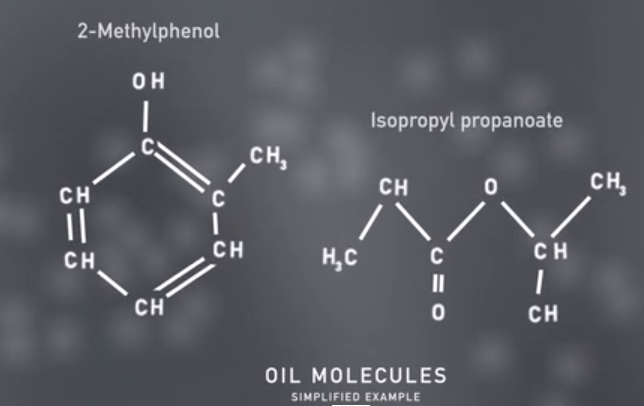 2-Methylphenol
OH
C
CH₃
CH
C
CH
CH
CH
Isopropyl propanoate
CH
O
CH₃
H₃C
C
CH
O
CH
OIL MOLECULES
SIMPLIFIED EXAMPLE